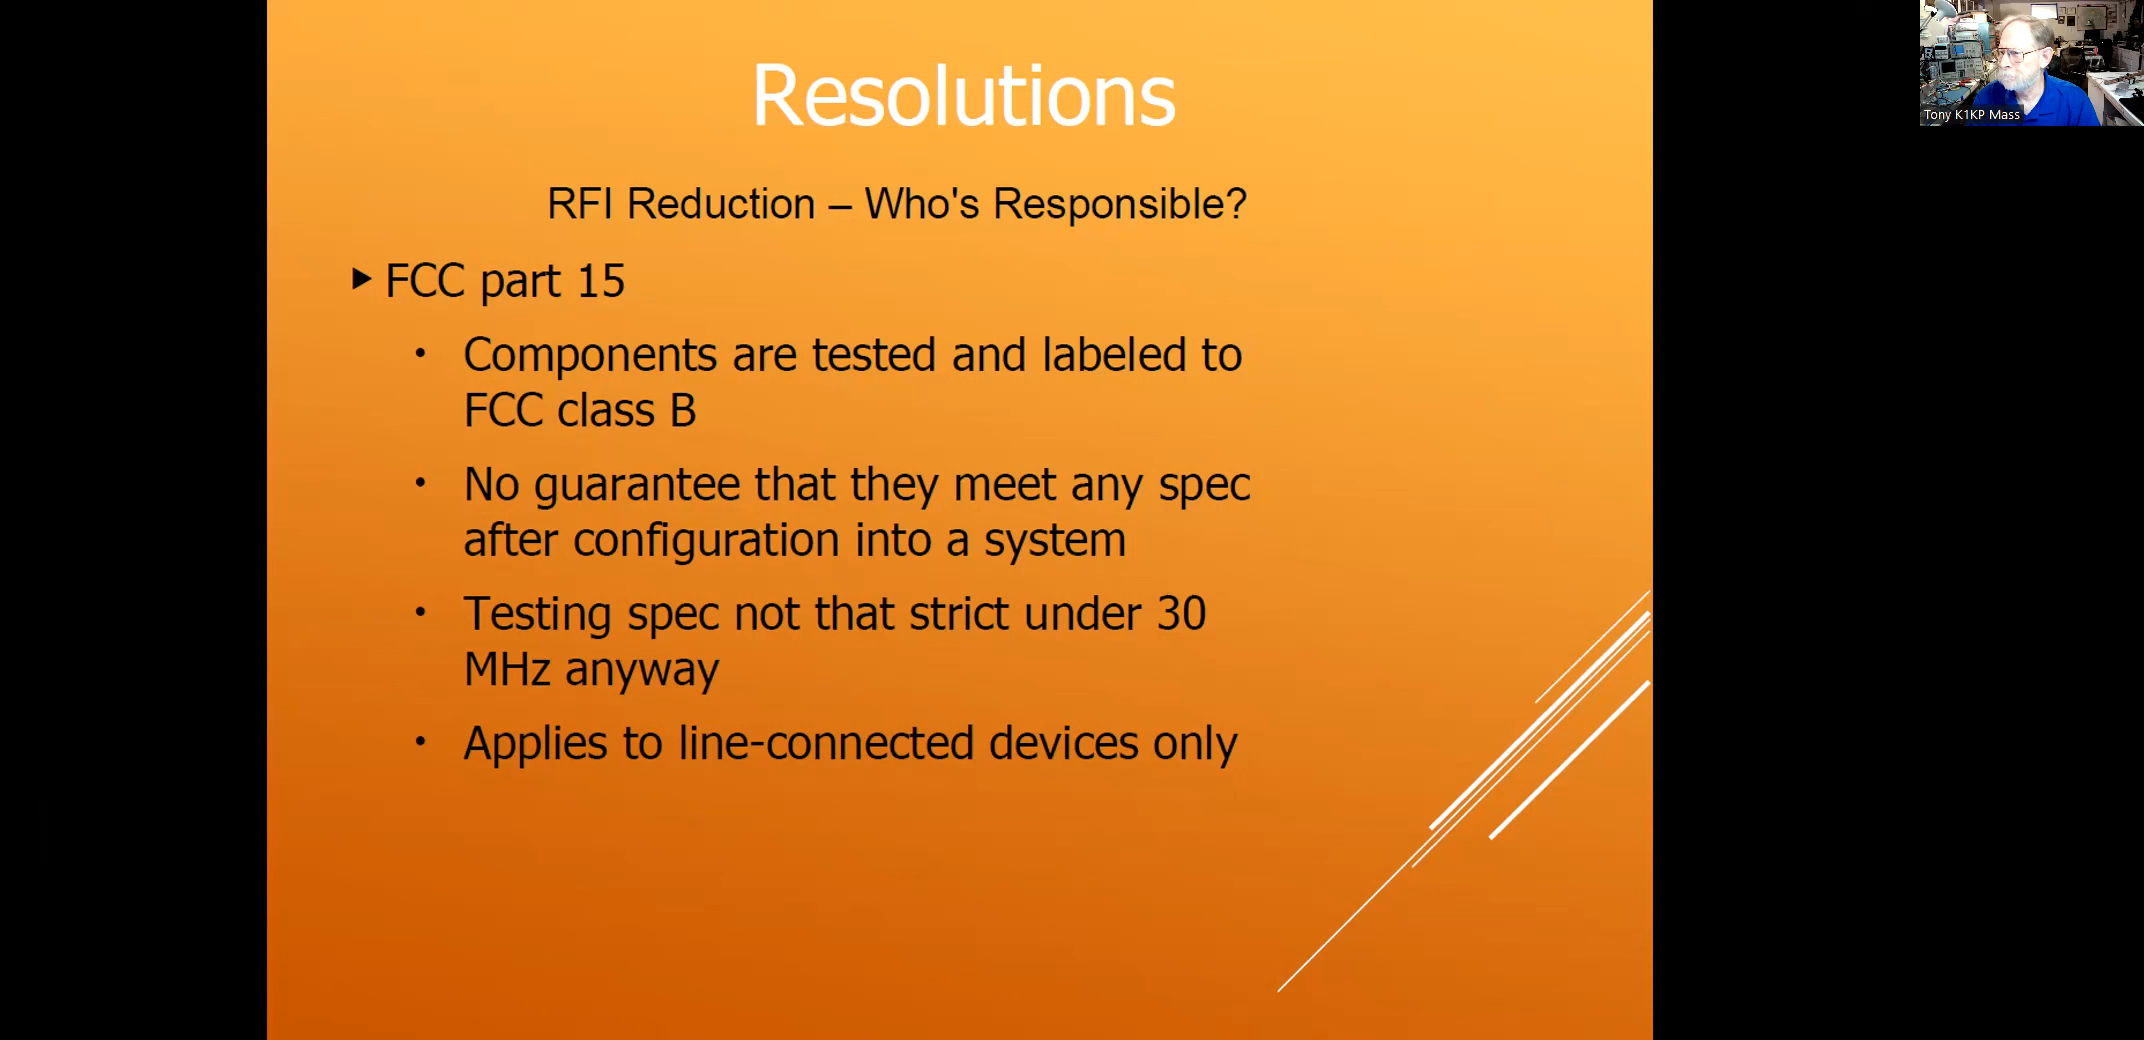 Resolutions
RFI Reduction – Who's Responsible?
FCC part 15
• Components are tested and labeled to
FCC class B
• No guarantee that they meet any spec
after configuration into a system
• Testing spec not that strict under 30
MHz anyway
• Applies to line-connected devices only
Tony K1KP Mass